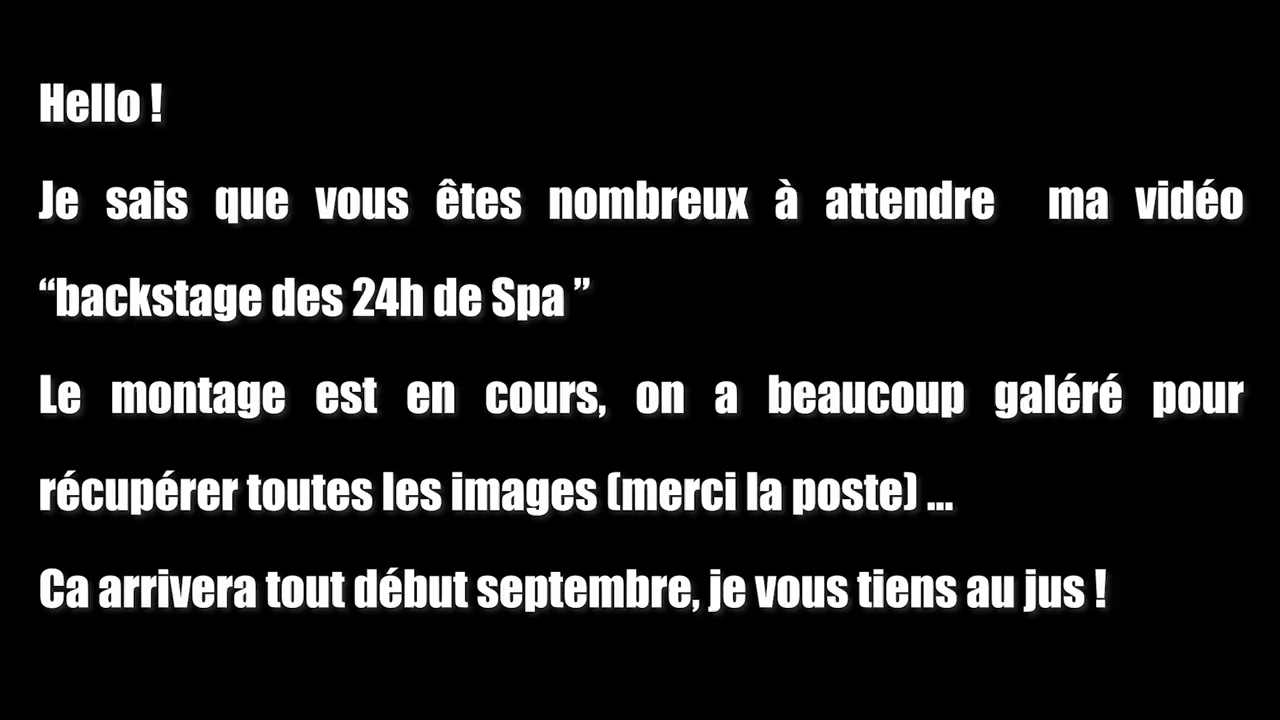 Hello !
Je sais que vous êtes nombreux à attendre ma vidéo
“backstage des 24h de Spa ”
Le montage est en cours, on a beaucoup galéré pour
récupérer toutes les images (merci la poste) ...
Ca arrivera tout début septembre, je vous tiens au jus !